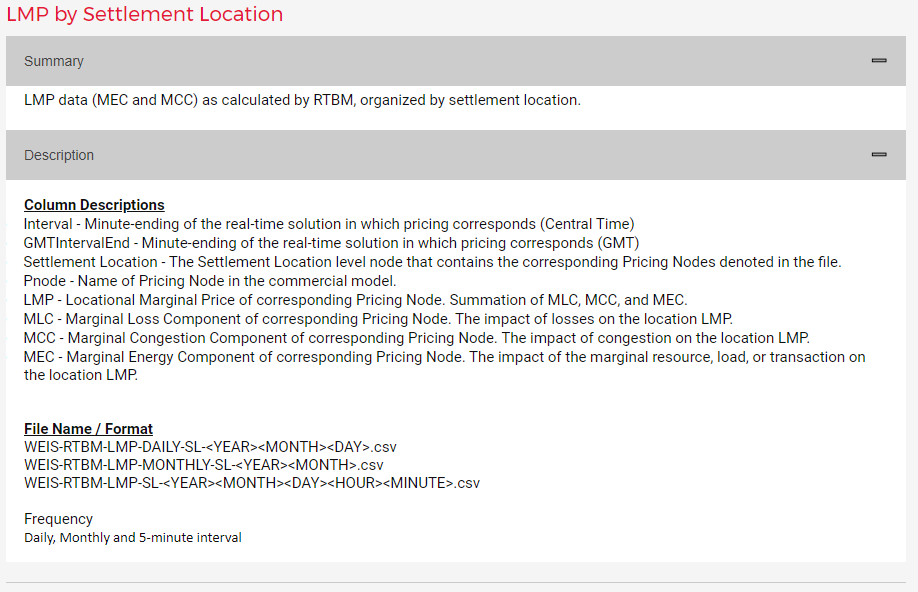 LMP by Settlement Location
Summary
LMP data (MEC and MCC) as calculated by RTBM, organized by settlement location.
Description
Column Descriptions
Interval - Minute-ending of the real-time solution in which pricing corresponds (Central Time)
GMTIntervalEnd - Minute-ending of the real-time solution in which pricing corresponds (GMT)
Settlement Location - The Settlement Location level node that contains the corresponding Pricing Nodes denoted in the file.
Pnode - Name of Pricing Node in the commercial model.
LMP - Locational Marginal Price of corresponding Pricing Node. Summation of MLC, MCC, and MEC.
MLC - Marginal Loss Component of corresponding Pricing Node. The impact of losses on the location LMP.
MCC - Marginal Congestion Component of corresponding Pricing Node. The impact of congestion on the location LMP.
MEC - Marginal Energy Component of corresponding Pricing Node. The impact of the marginal resource, load, or transaction on
the location LMP.
File Name / Format
WEIS-RTBM-LMP-DAILY-SL-<YEAR><MONTH><DAY>.csv
WEIS-RTBM-LMP-MONTHLY-SL-<YEAR><MONTH>.csv
WEIS-RTBM-LMP-SL-<YEAR><MONTH><DAY><HOUR><MINUTE>.csv
Frequency
Daily, Monthly and 5-minute interval